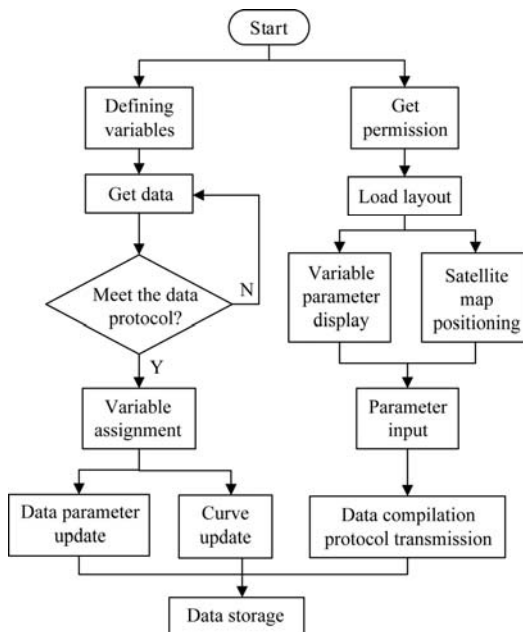 Start
Defining
variables
Get
permission
Get data
Load layout
Meet the data
protocol?
N
Y
Variable
parameter
display
Satellite
map
positioning
Variable
assignment
Parameter
input
Data parameter
update
Curve
update
Data compilation
protocol transmission
Data storage